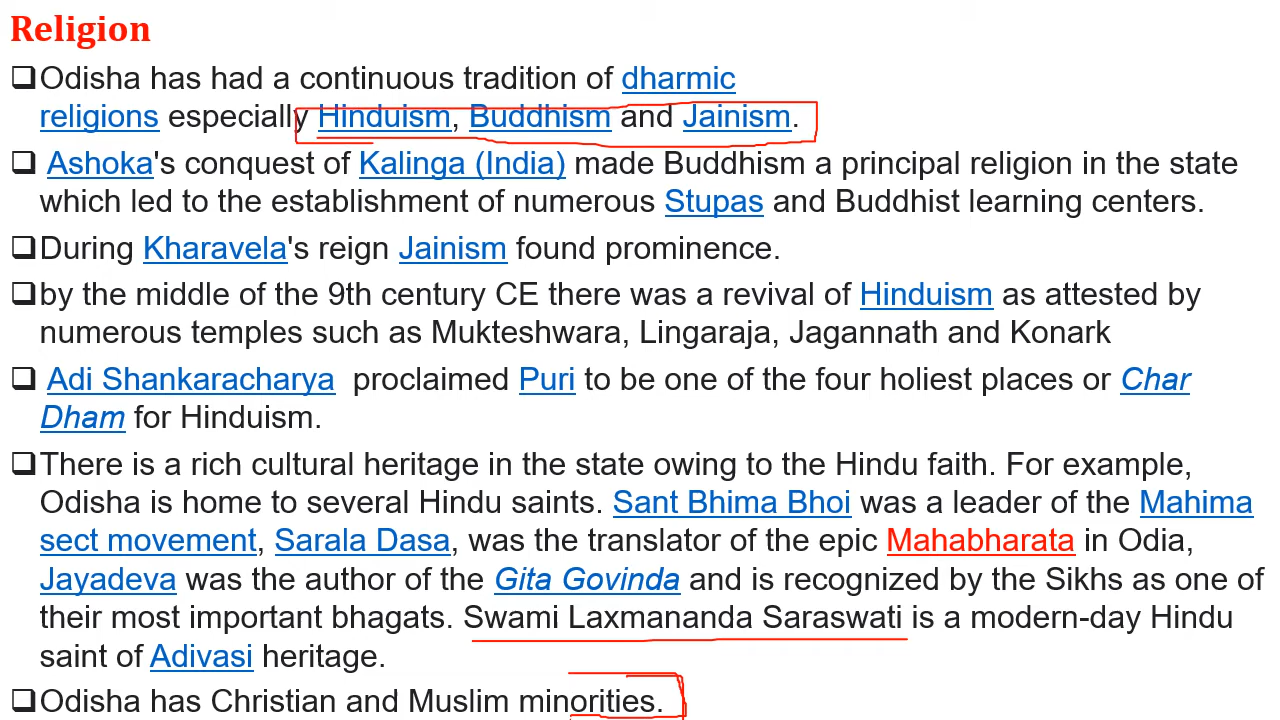 Religion
❑Odisha has had a continuous tradition of dharmic
religions especially Hinduism, Buddhism and Jainism.
❑ Ashoka's conquest of Kalinga (India) made Buddhism a principal religion in the state
which led to the establishment of numerous Stupas and Buddhist learning centers.
❑During Kharavela's reign Jainism found prominence.
❑by the middle of the 9th century CE there was a revival of Hinduism as attested by
numerous temples such as Mukteshwara, Lingaraja, Jagannath and Konark
❑ Adi Shankaracharya proclaimed Puri to be one of the four holiest places or Char
Dham for Hinduism.
❑There is a rich cultural heritage in the state owing to the Hindu faith. For example,
Odisha is home to several Hindu saints. Sant Bhima Bhoi was a leader of the Mahima
sect movement, Sarala Dasa, was the translator of the epic Mahabharata in Odia,
Jayadeva was the author of the Gita Govinda and is recognized by the Sikhs as one of
their most important bhagats. Swami Laxmananda Saraswati is a modern-day Hindu
saint of Adivasi heritage.
❑Odisha has Christian and Muslim minorities.